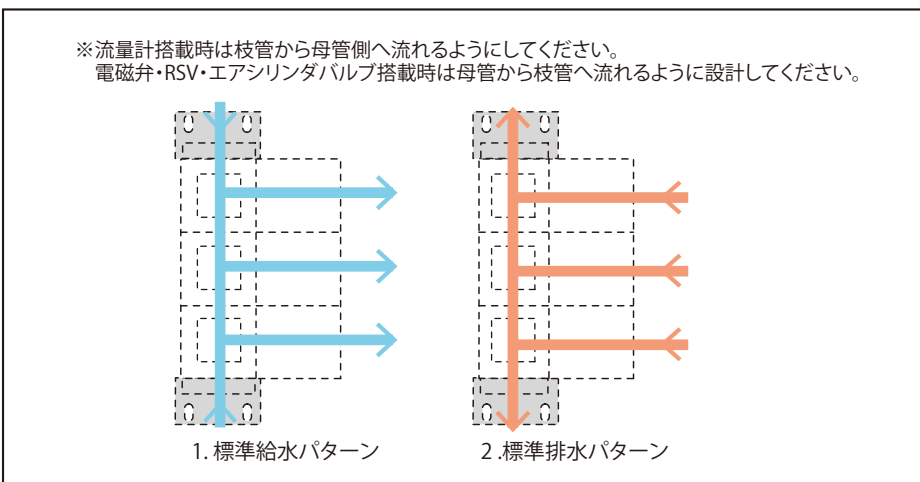 ※流量計搭載時は枝管から母管側へ流れるようにしてください。
電磁弁・RSV・エアシリンダバルブ搭載時は母管から枝管へ流れるように設計してください。
1. 標準給水パターン
2 .標準排水パターン